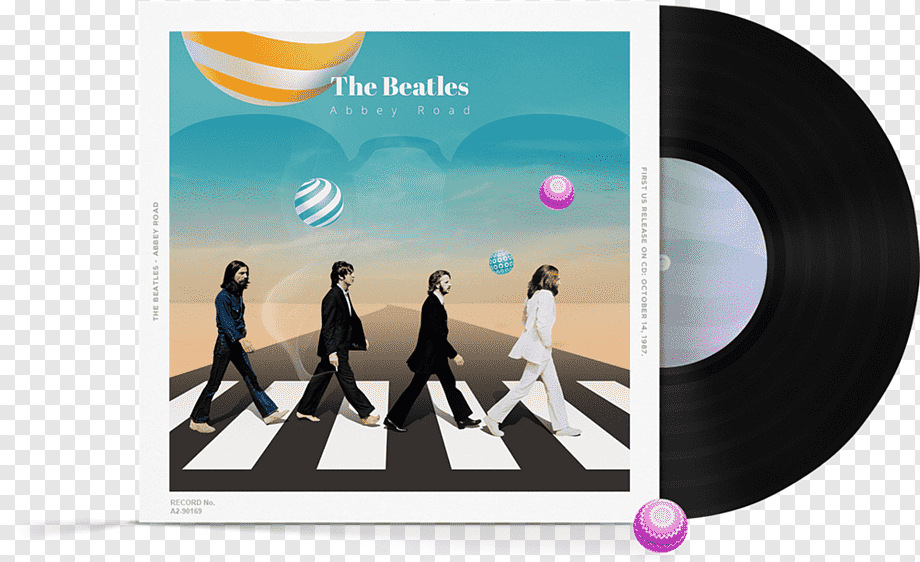 The Beatles
Abbey Road
THE BEATLES - ABBEY ROAD
FIRST US RELEASE ON CD: OCTOBER 14, 1987.
RECORD No.
A2-90169